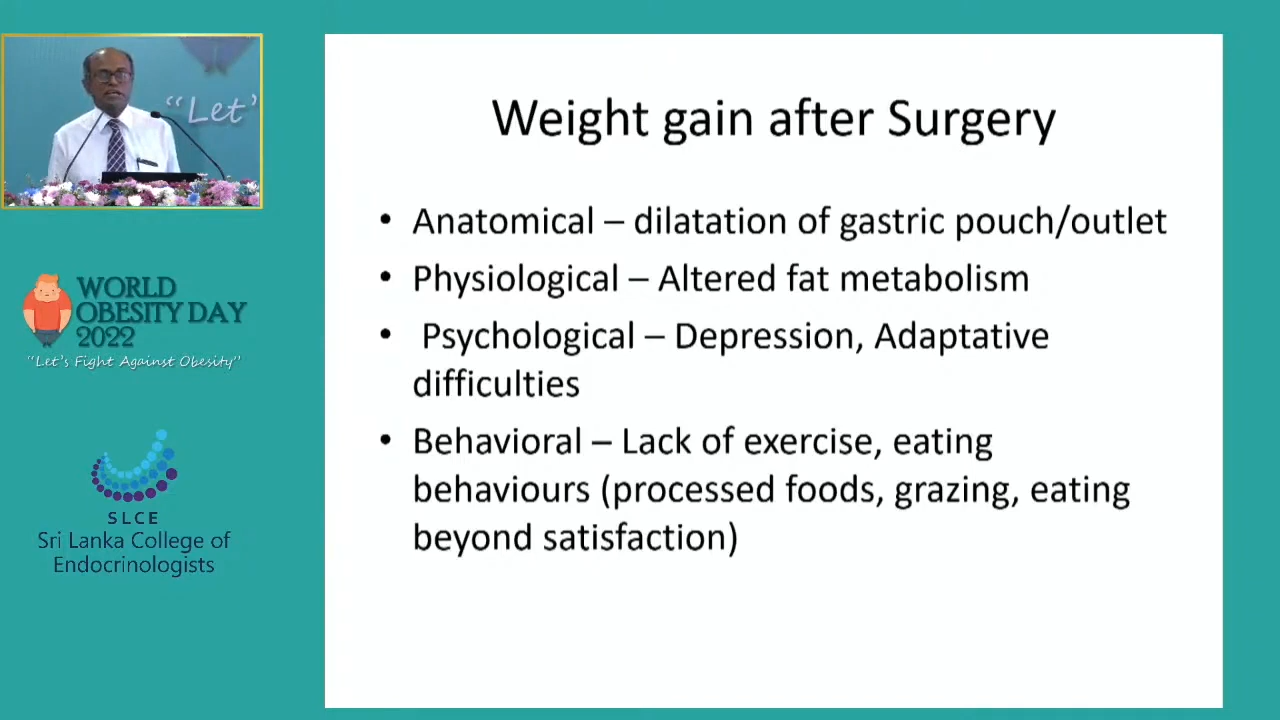 "Let'
WORLD
OBESITY DAY
2022
"Let's Fight Against Obesity"
SLCE
Sri Lanka College of
Endocrinologists
Weight gain after Surgery
• Anatomical – dilatation of gastric pouch/outlet
• Physiological – Altered fat metabolism
• Psychological – Depression, Adaptative
difficulties
• Behavioral – Lack of exercise, eating
behaviours (processed foods, grazing, eating
beyond satisfaction)